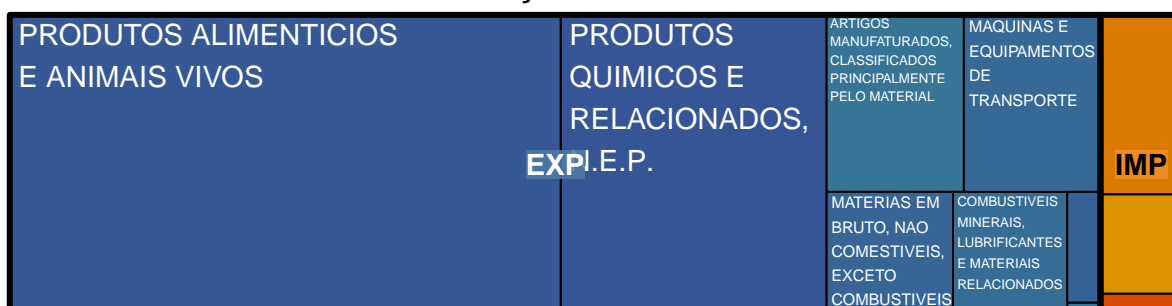 PRODUTOS ALIMENTICIOS
E ANIMAIS VIVOS
PRODUTOS
QUIMICOS E
RELACIONADOS,
.E.P.
EXP
ARTIGOS
MANUFATURADOS,
CLASSIFICADOS
PRINCIPALMENTE
PELO MATERIAL
MAQUINAS E
EQUIPAMENTOS
DE
TRANSPORTE
IMP
MATERIAS EM
BRUTO, NAO
COMESTIVEIS,
EXCETO
COMBUSTIVEIS
COMBUSTIVEIS
MINERAIS,
LUBRIFICANTES
E MATERIAIS
RELACIONADOS